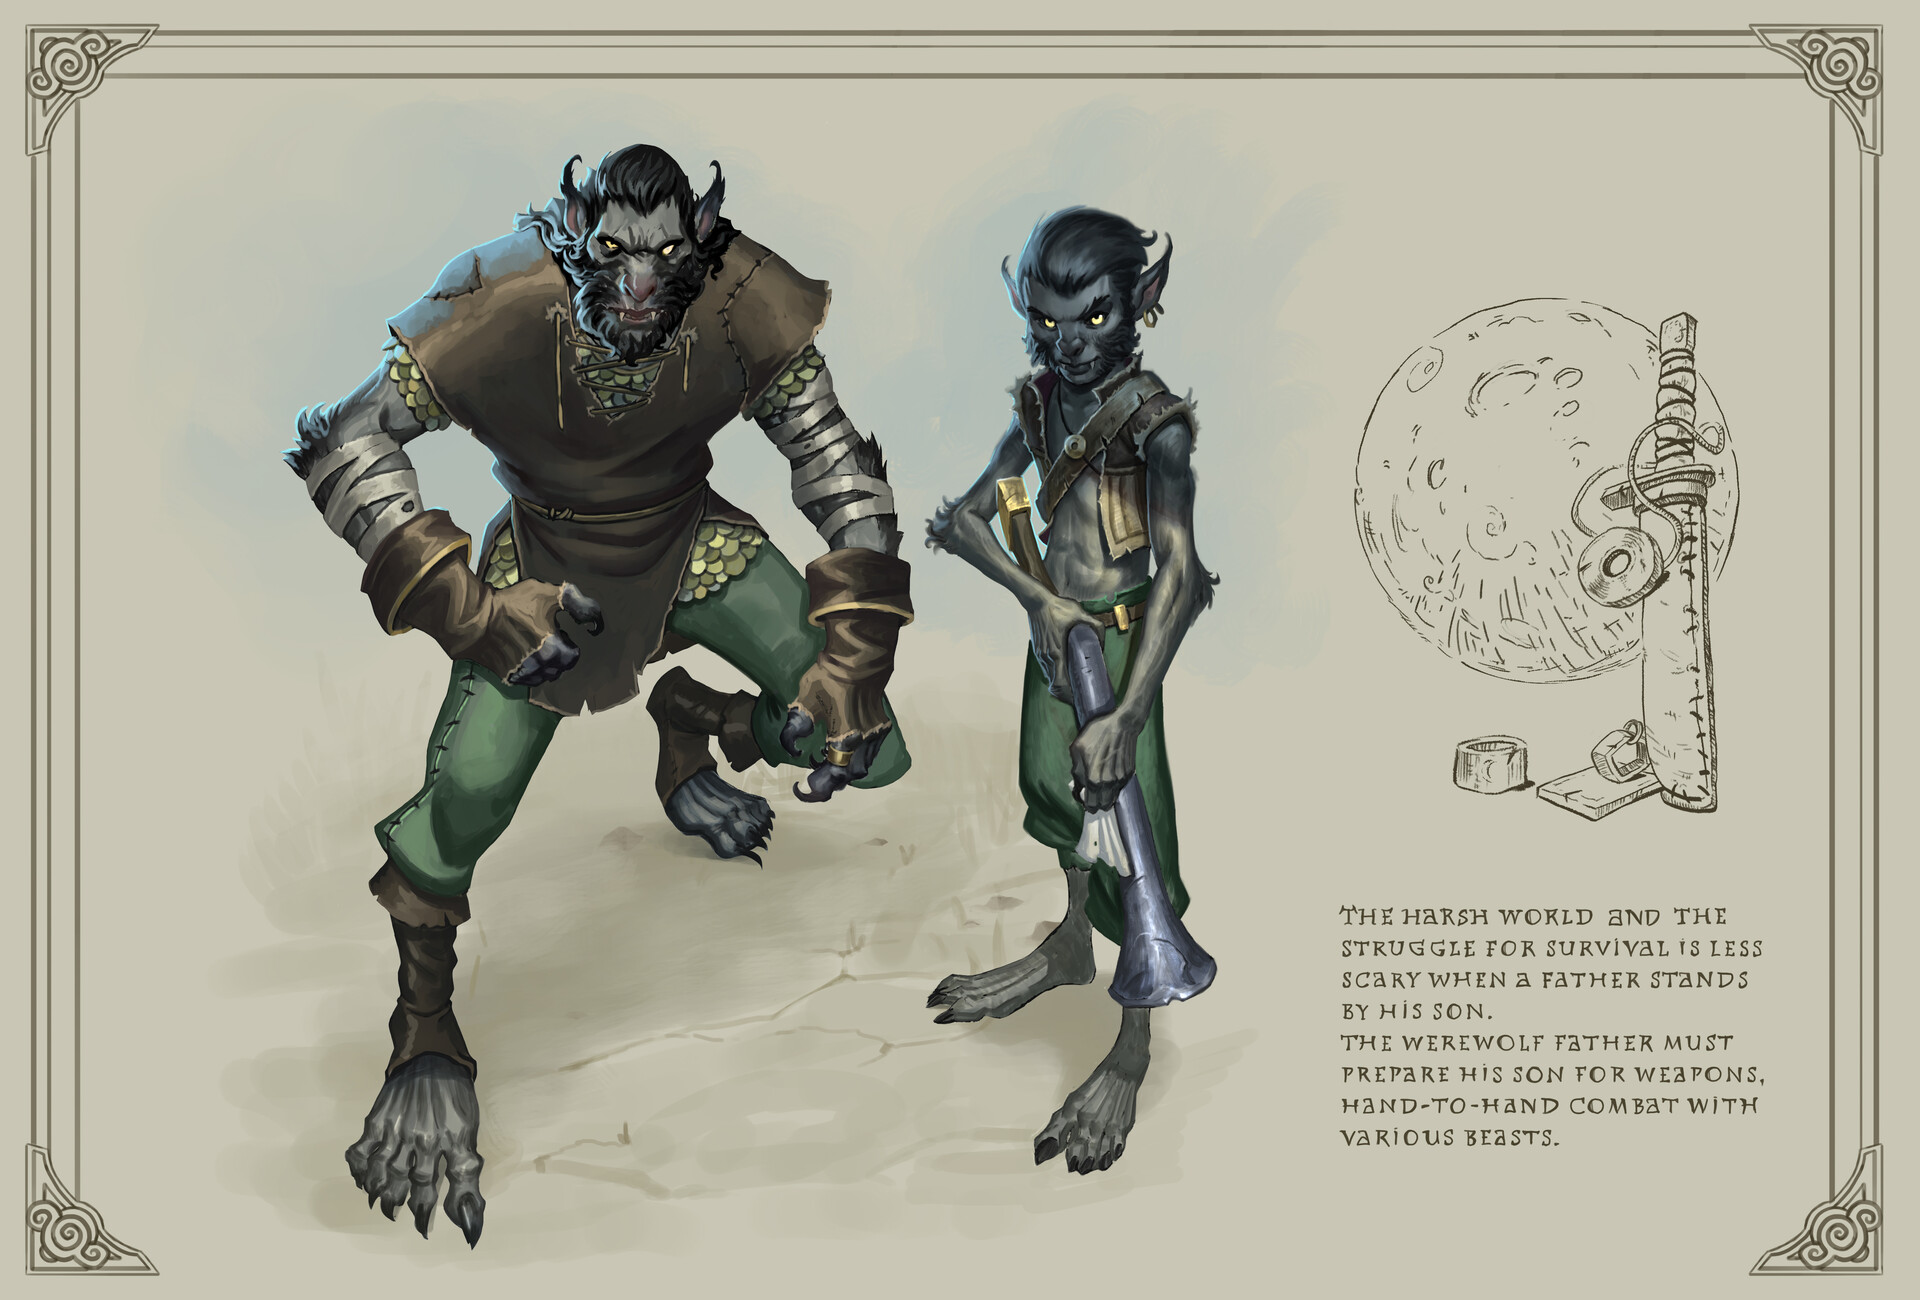 THE HARSH WORLD AND THE
STRUGGLE FOR SURVIVAL IS LESS
SCARY WHEN A FATHER STANDS
BY HIS SON.
THE WEREWOLF FATHER MUST
PREPARE HIS SON FOR WEAPONS,
HAND-TO-HAND COMBAT WITH
VARIOUS BEASTS.